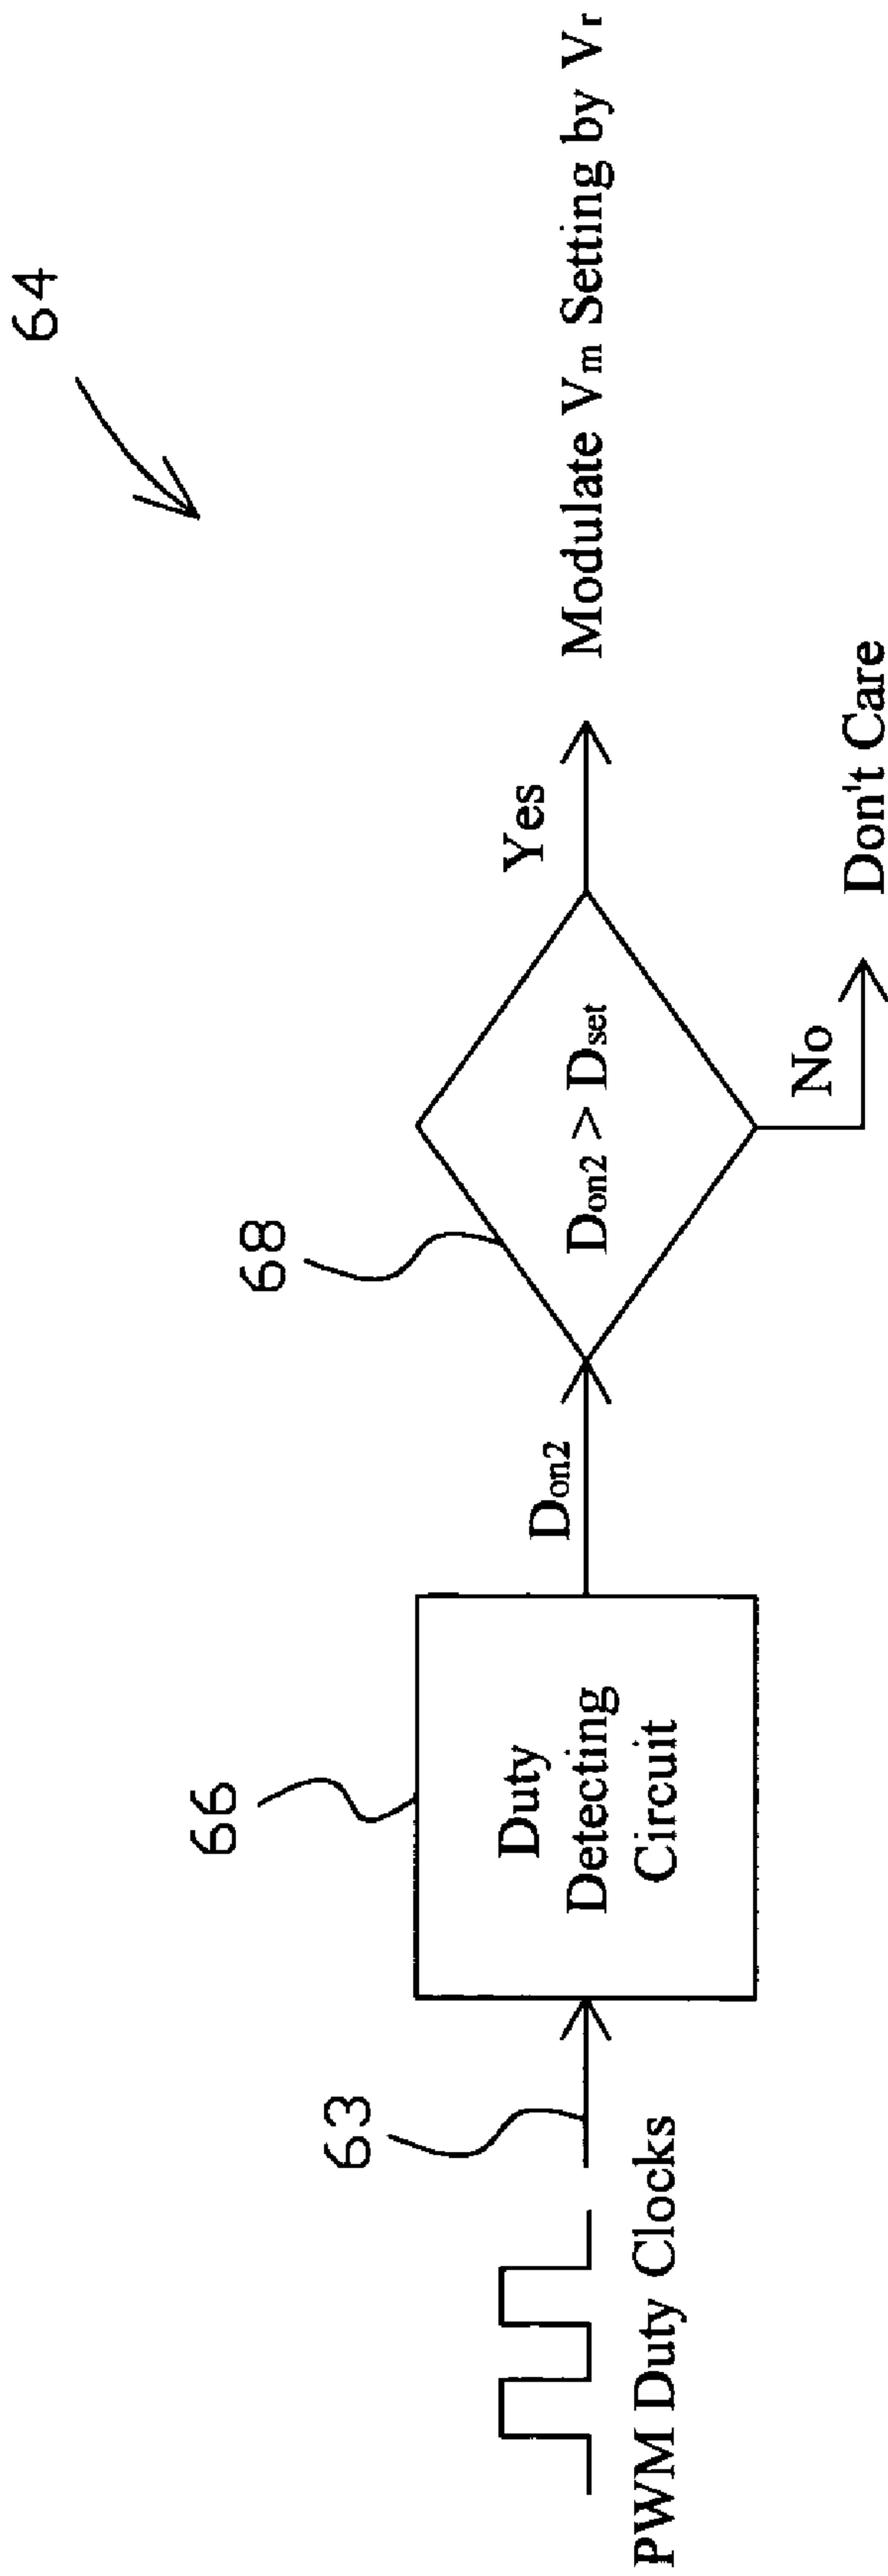 64
63
66
68
PWM Duty Clocks
Duty
Detecting
Circuit
Don2
Don2 > Dset
Yes
Modulate Vm Setting by Vr
No
Don't Care